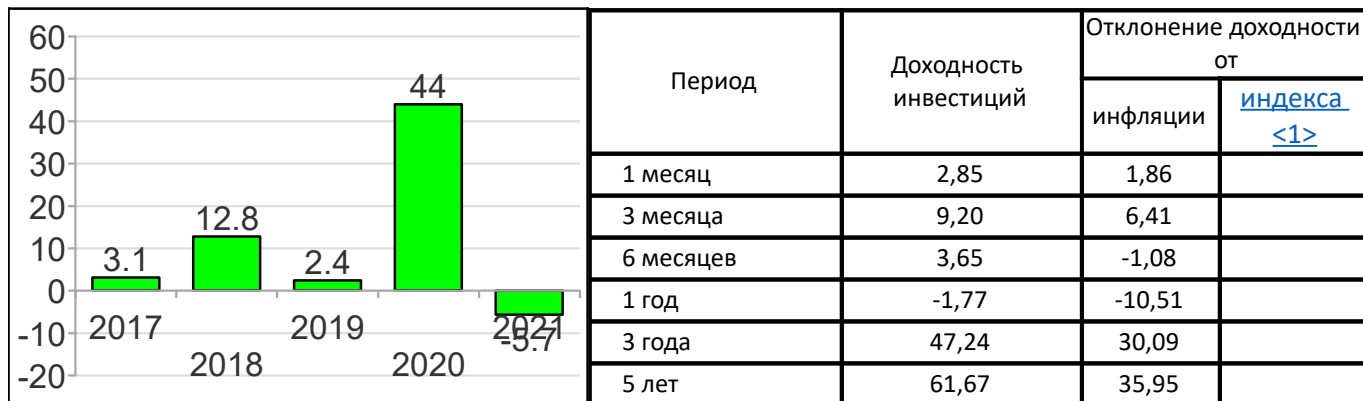 60
50
40
30
20
10
0
-10
-20
3.1
12.8
2.4
44
-5.7
2017
2018
2019
2020
2021
Период
Доходность
инвестиций
Отклонение доходности
от
инфляции
индекса
<1>
1 месяц 2,85 1,86
3 месяца 9,20 6,41
6 месяцев 3,65 -1,08
1 год -1,77 -10,51
3 года 47,24 30,09
5 лет 61,67 35,95